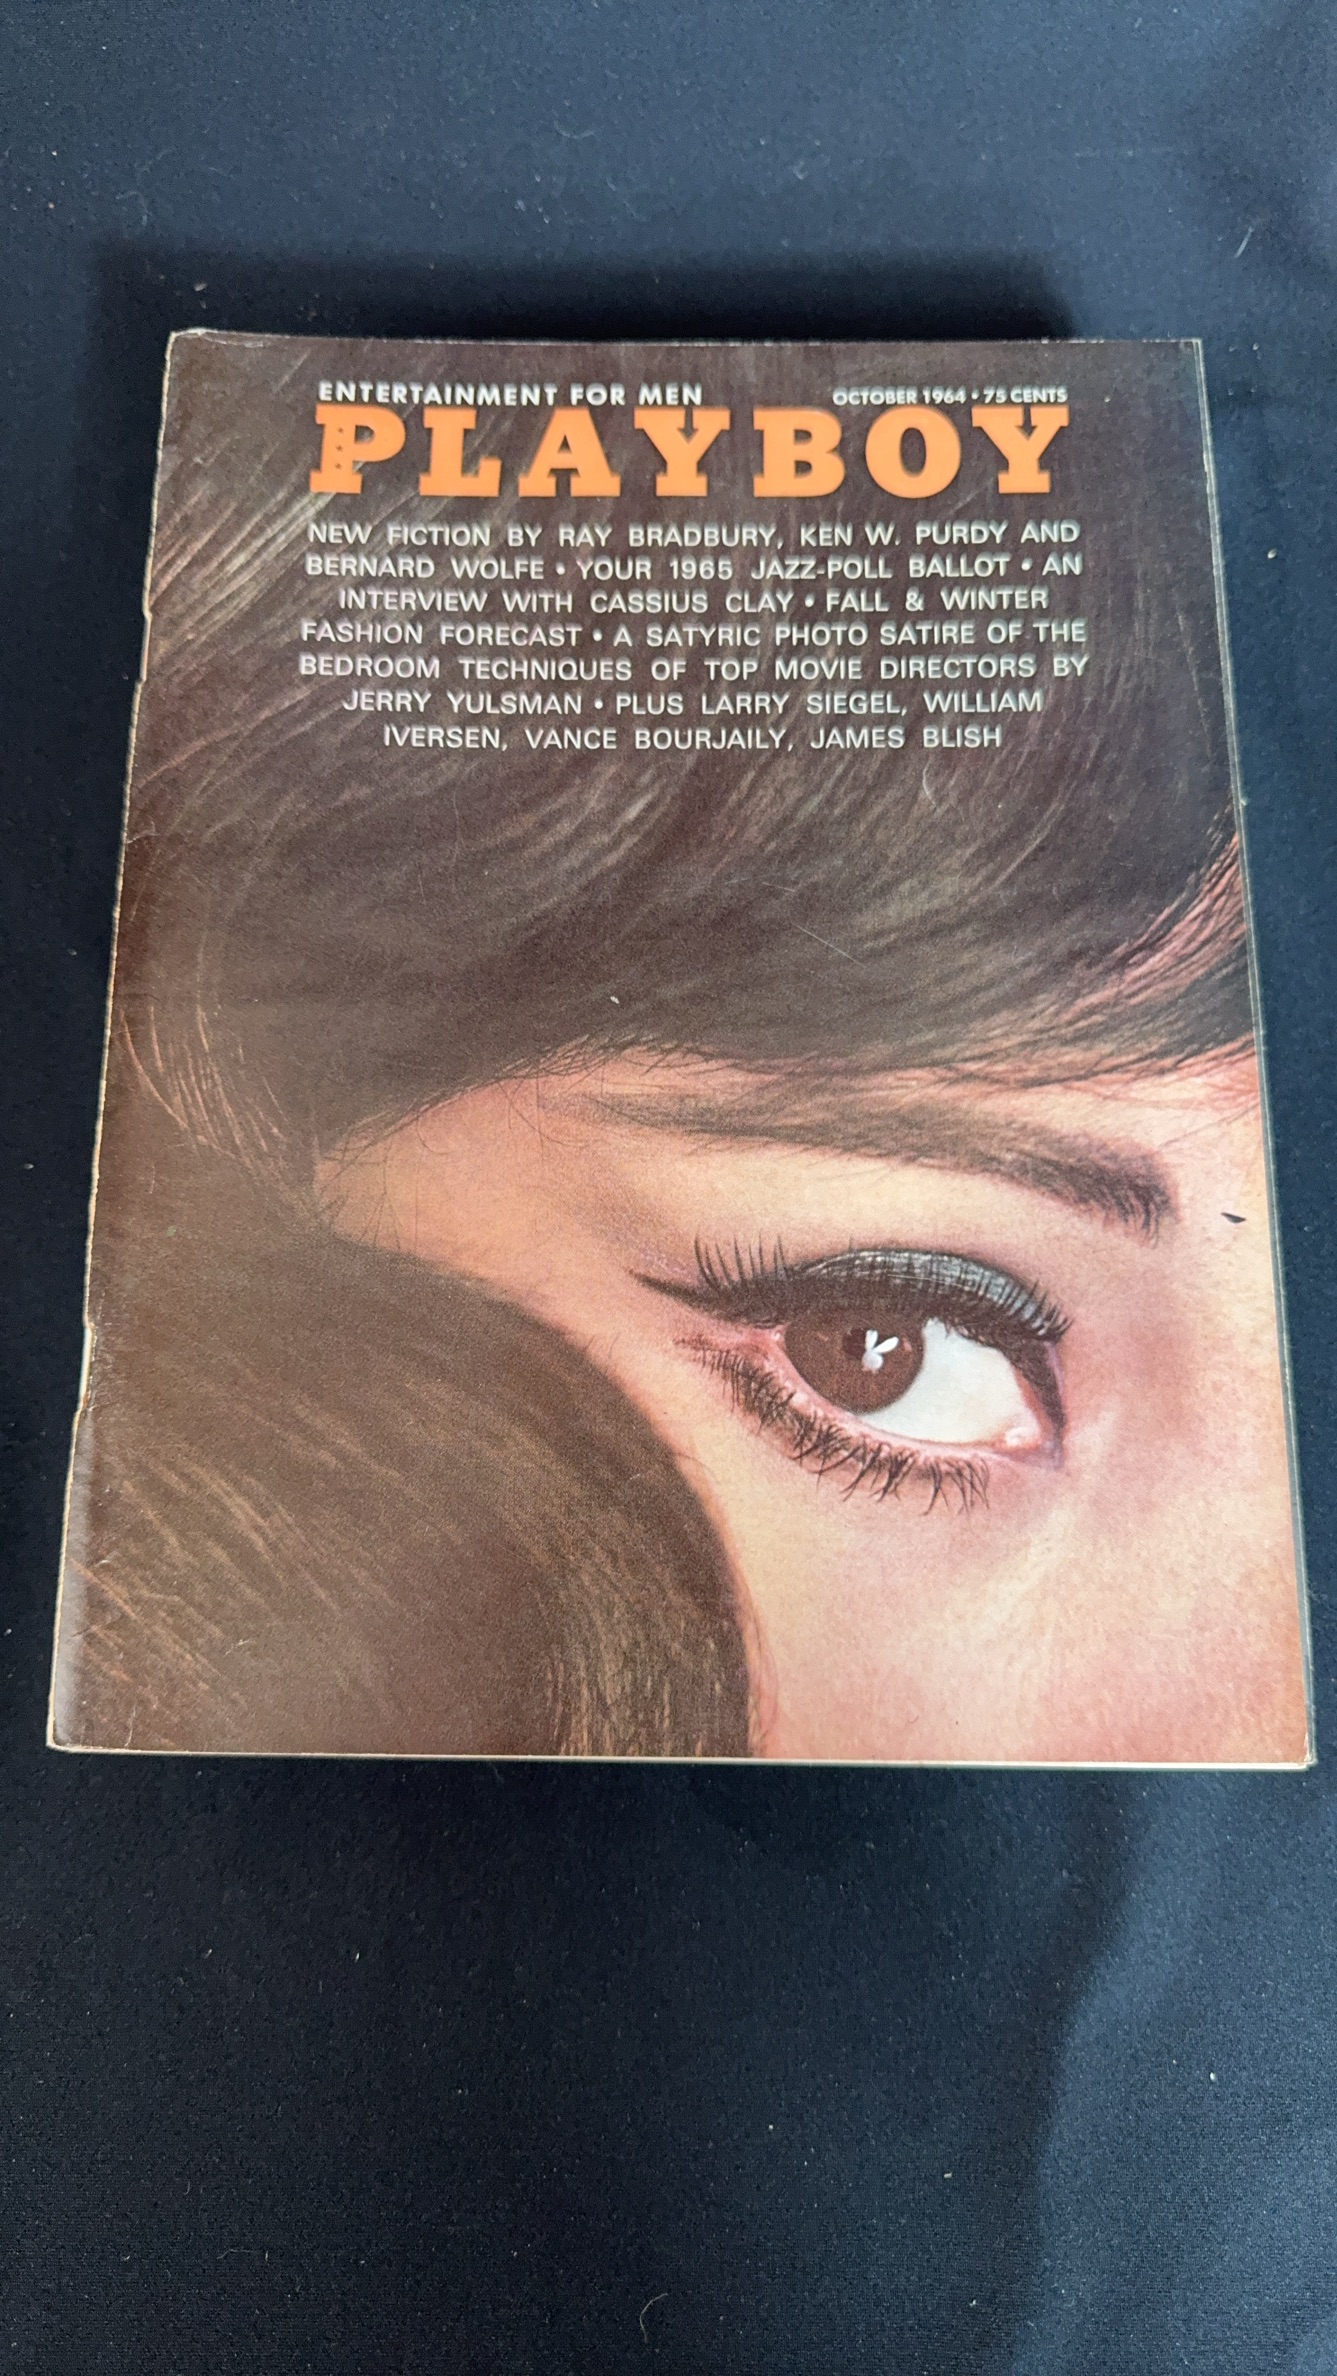 ENTERTAINMENT FOR MEN OCTOBER 1964 • 75 CENTS
PLAYBOY
NEW FICTION BY RAY BRADBURY, KEN W. PURDY AND
BERNARD WOLFE • YOUR 1965 JAZZ-POLL BALLOT • AN
INTERVIEW WITH CASSIUS CLAY • FALL & WINTER
FASHION FORECAST • A SATYRIC PHOTO SATIRE OF THE
BEDROOM TECHNIQUES OF TOP MOVIE DIRECTORS BY
JERRY YULSMAN • PLUS LARRY SIEGEL, WILLIAM
IVERSEN, VANCE BOURJAILY, JAMES BLISH